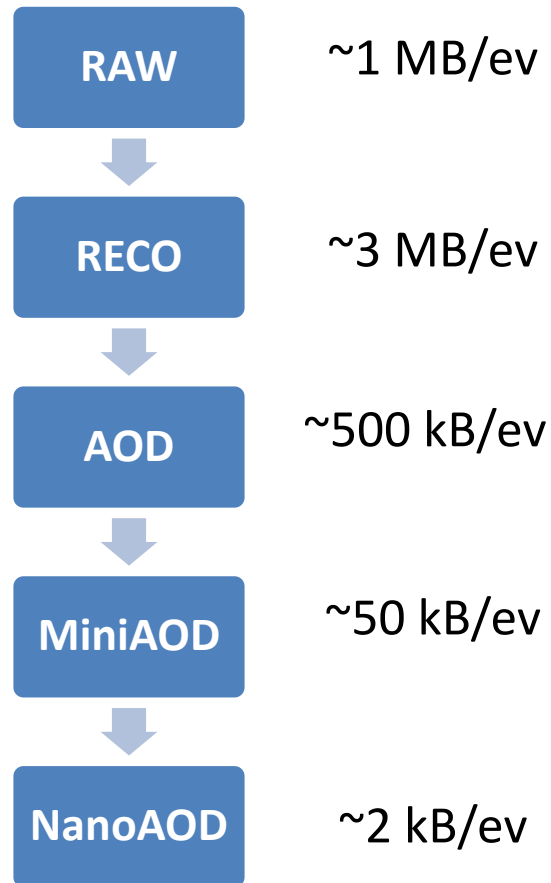 RAW
~1 MB/ev
RECO
~3 MB/ev
AOD
~500 kB/ev
MiniAOD
~50 kB/ev
NanoAOD
~2 kB/ev